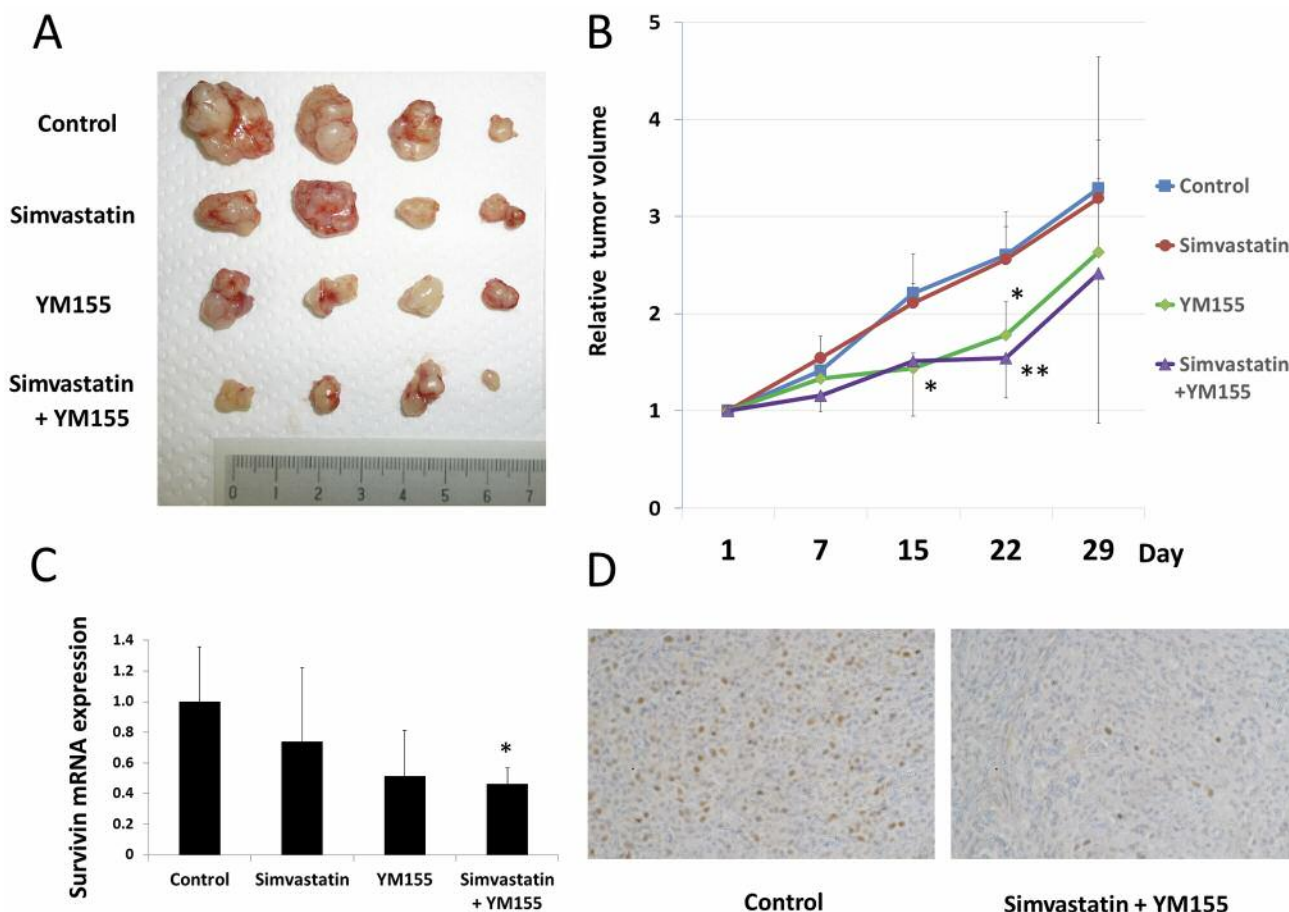 A
Control
Simvastatin
YM155
Simvastatin
+ YM155
0 1 2 3 4 5 6 7
B
Relative tumor volume
5
4
3
2
1
0
*
*
**
1 7 15 22 29 Day
Control
Simvastatin
YM155
Simvastatin
+YM155
C
Survivin mRNA expression
1.4
1.2
1.0
0.8
0.6
0.4
0.2
0
*
Control Simvastatin YM155 Simvastatin
+ YM155
D
Control Simvastatin + YM155